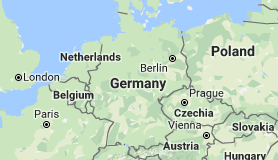 Poland
Netherlands
Berlin
London
Belgium
Germany
Prague
Paris
Czechia
Vienna
Slovakia
Austria
Hungary